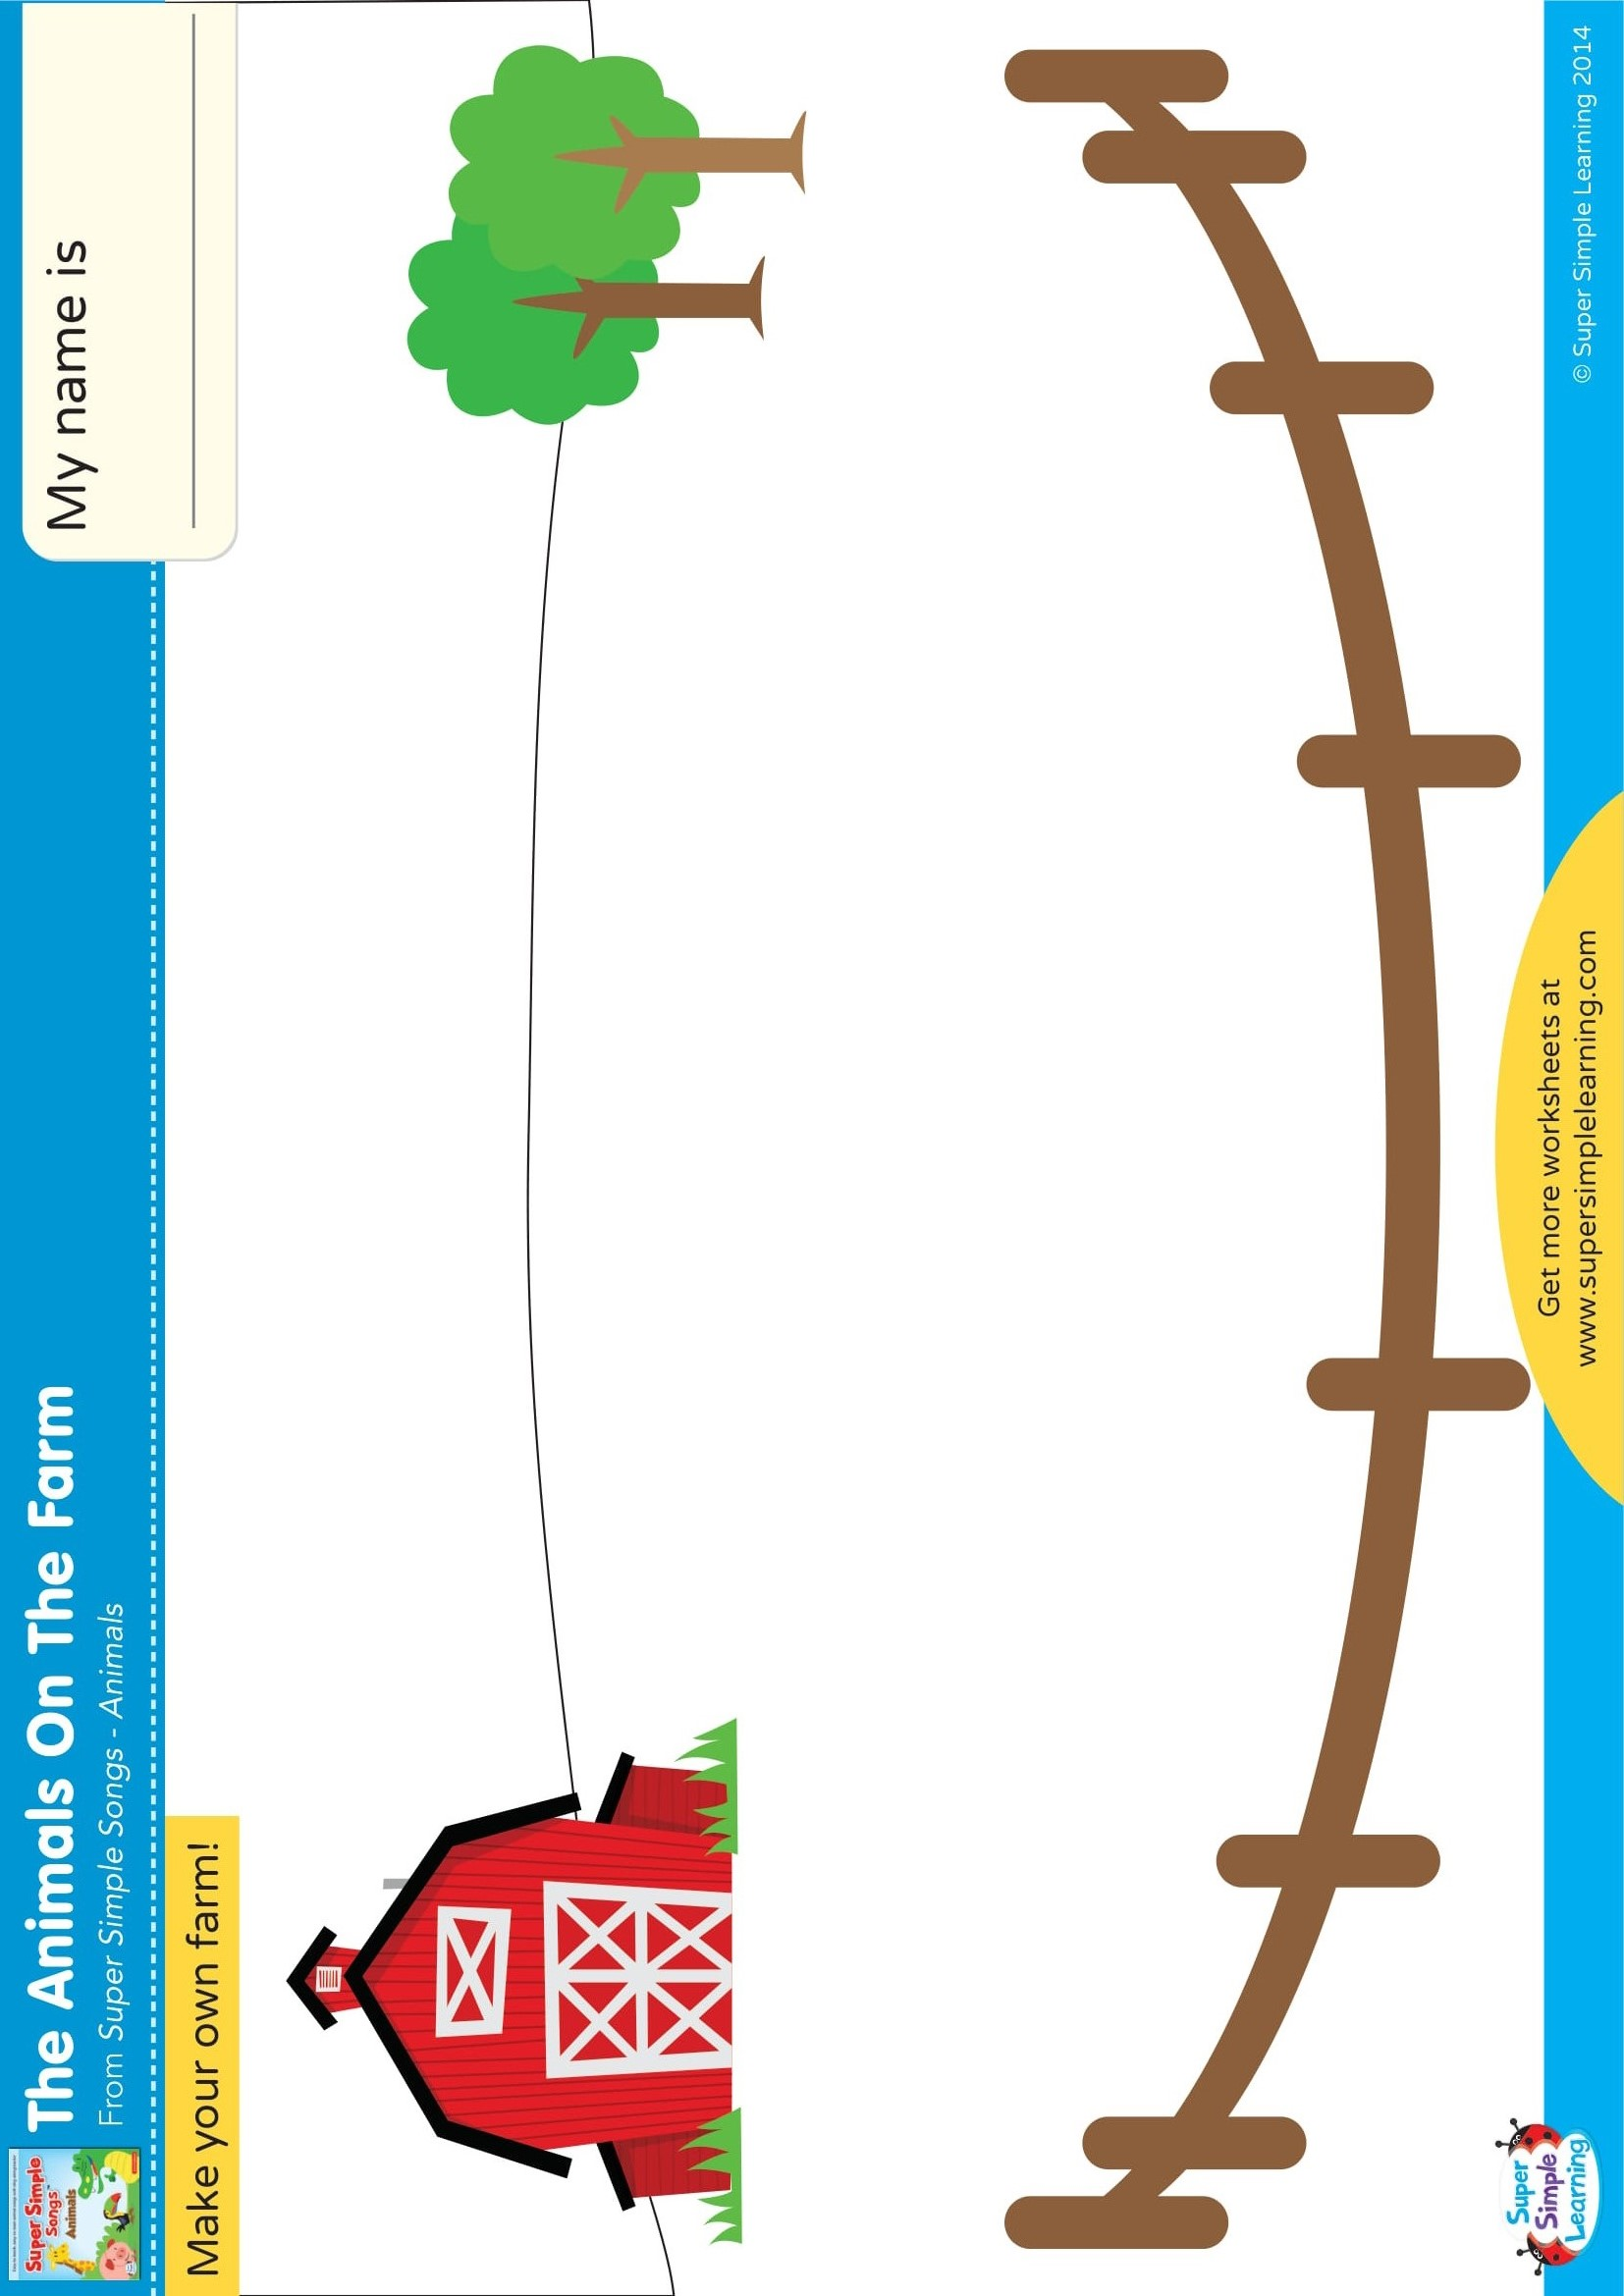 Super Simple
Songs
Animals
The Animals On The Farm
From Super Simple Songs - Animals
My name is
Make your own farm!
Super
Simple
Learning
Get more worksheets at
www.supersimplelearning.com
© Super Simple Learning 2014